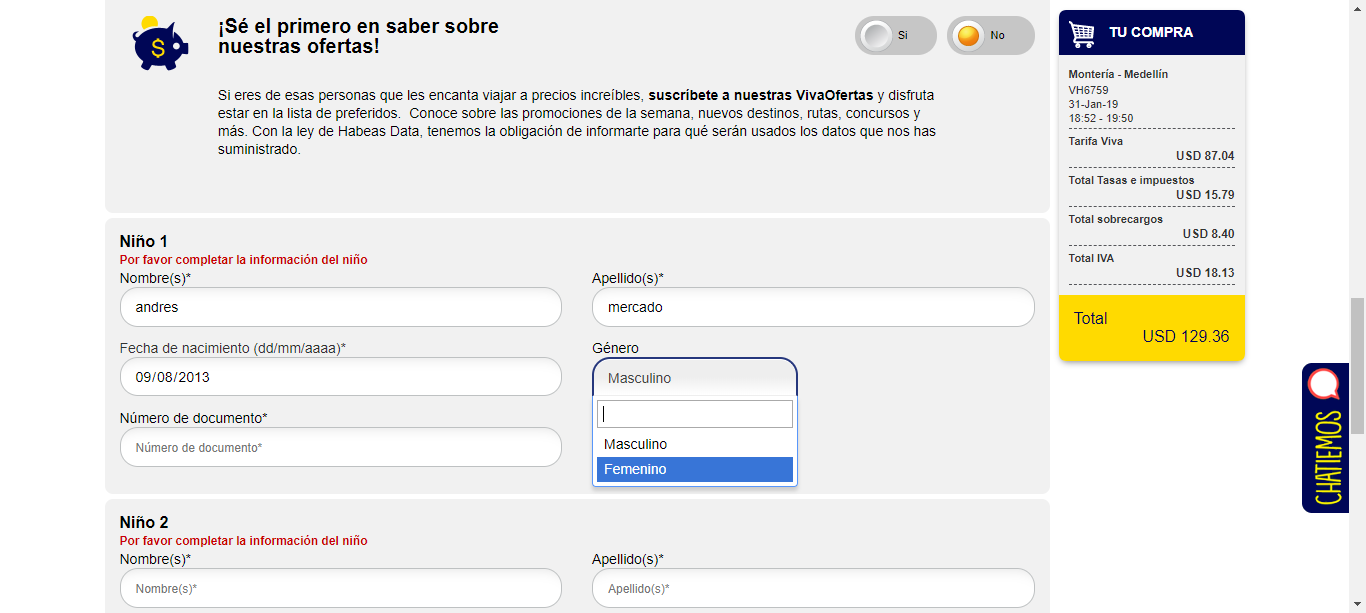 ¡Sé el primero en saber sobre
nuestras ofertas!
Si
No
Si eres de esas personas que les encanta viajar a precios increíbles, suscríbete a nuestras VivaOfertas y disfruta
estar en la lista de preferidos. Conoce sobre las promociones de la semana, nuevos destinos, rutas, concursos y
más. Con la ley de Habeas Data, tenemos la obligación de informarte para qué serán usados los datos que nos has
suministrado.
Niño 1
Por favor completar la información del niño
Nombre(s)*
Apellido(s)*
andres
mercado
Fecha de nacimiento (dd/mm/aaaa)*
Género
09/08/2013
Masculino
Número de documento*
Número de documento*
Masculino
Femenino
Niño 2
Por favor completar la información del niño
Nombre(s)*
Apellido(s)*
Nombre(s)*
Apellido(s)*
TU COMPRA
Montería - Medellín
VH6759
31-Jan-19
18:52 - 19:50
Tarifa Viva
USD 87.04
Total Tasas e impuestos
USD 15.79
Total sobrecargos
USD 8.40
Total IVA
USD 18.13
Total
USD 129.36
CHATIEMOS
$